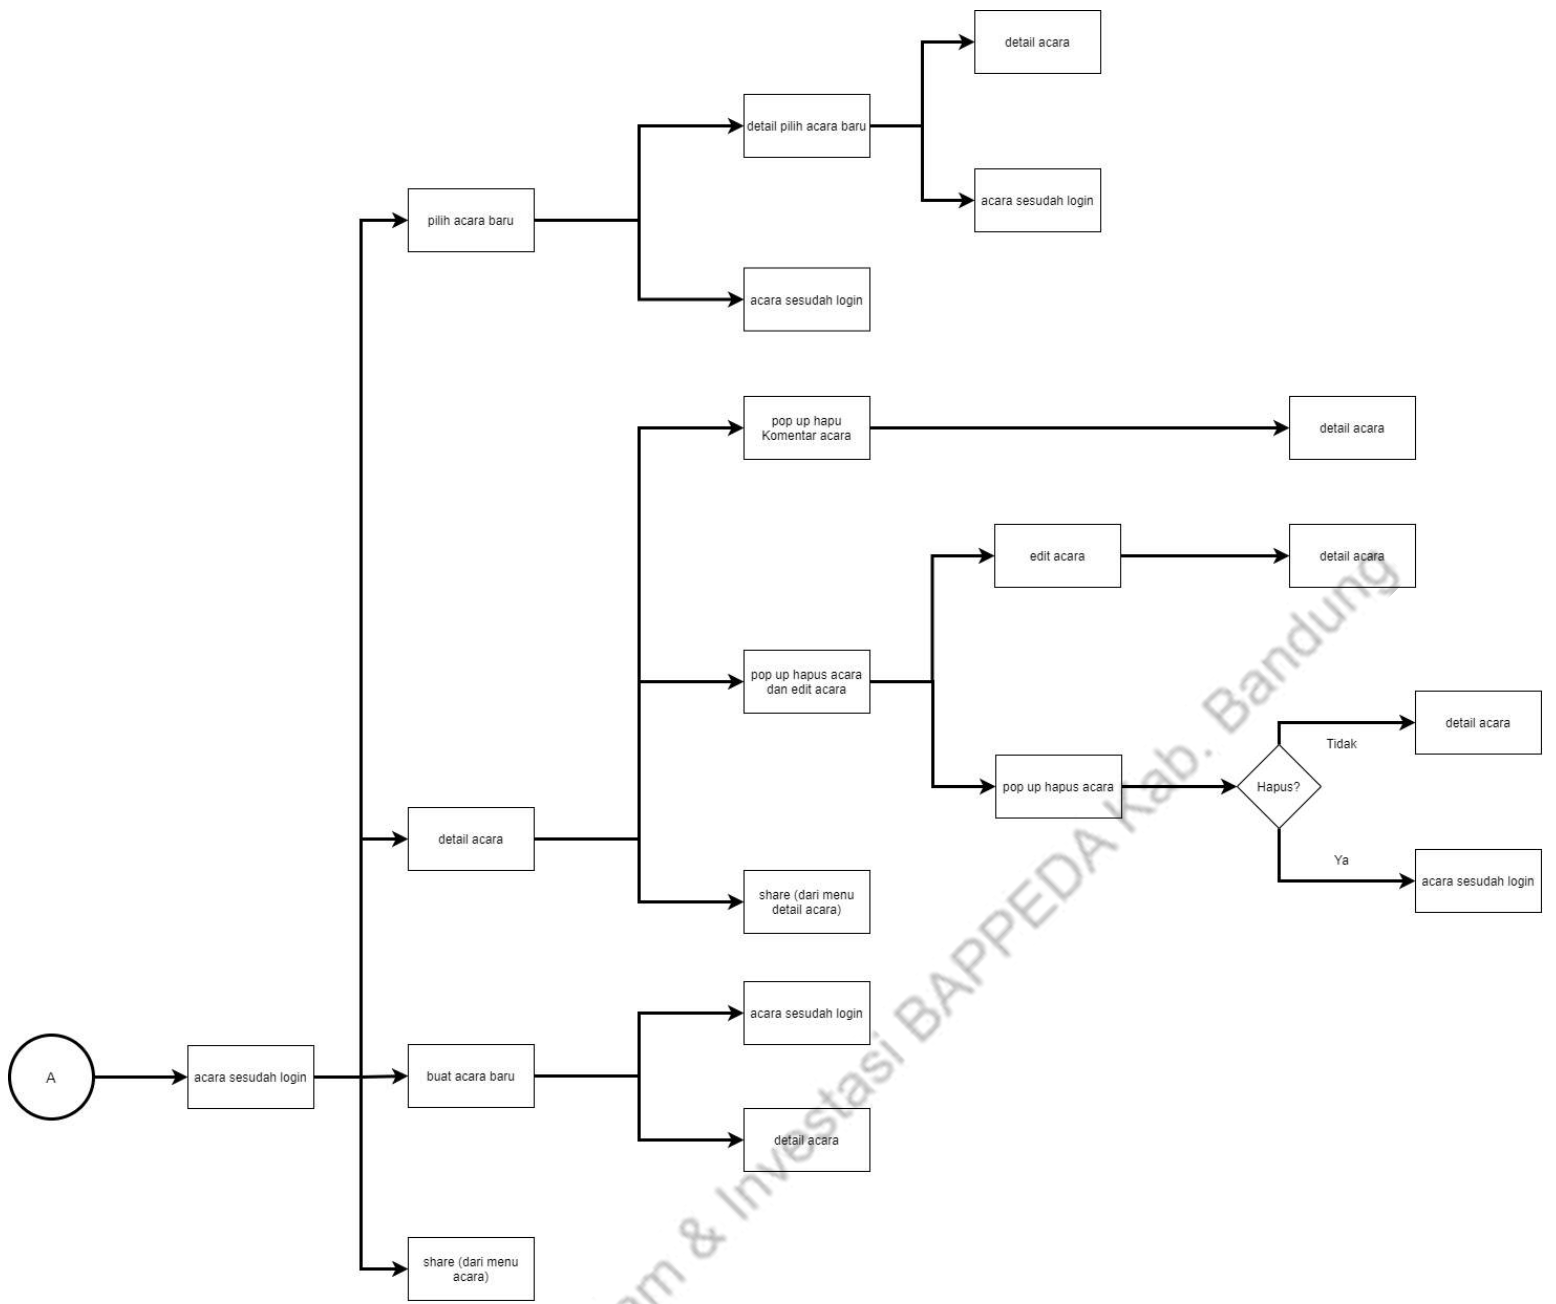 detail acara
detail pilih acara baru
acara sesudah login
pilih acara baru
acara sesudah login
pop up hapu
Komentar acara
detail acara
edit acara
detail acara
pop up hapus acara
dan edit acara
detail acara
Tidak
Hapus?
pop up hapus acara
detail acara
Ya
acara sesudah login
share (dari menu
detail acara)
acara sesudah login
A
acara sesudah login
buat acara baru
detail acara
share (dari menu
acara)
& Investasi BAPPEDA Kab. Bandung